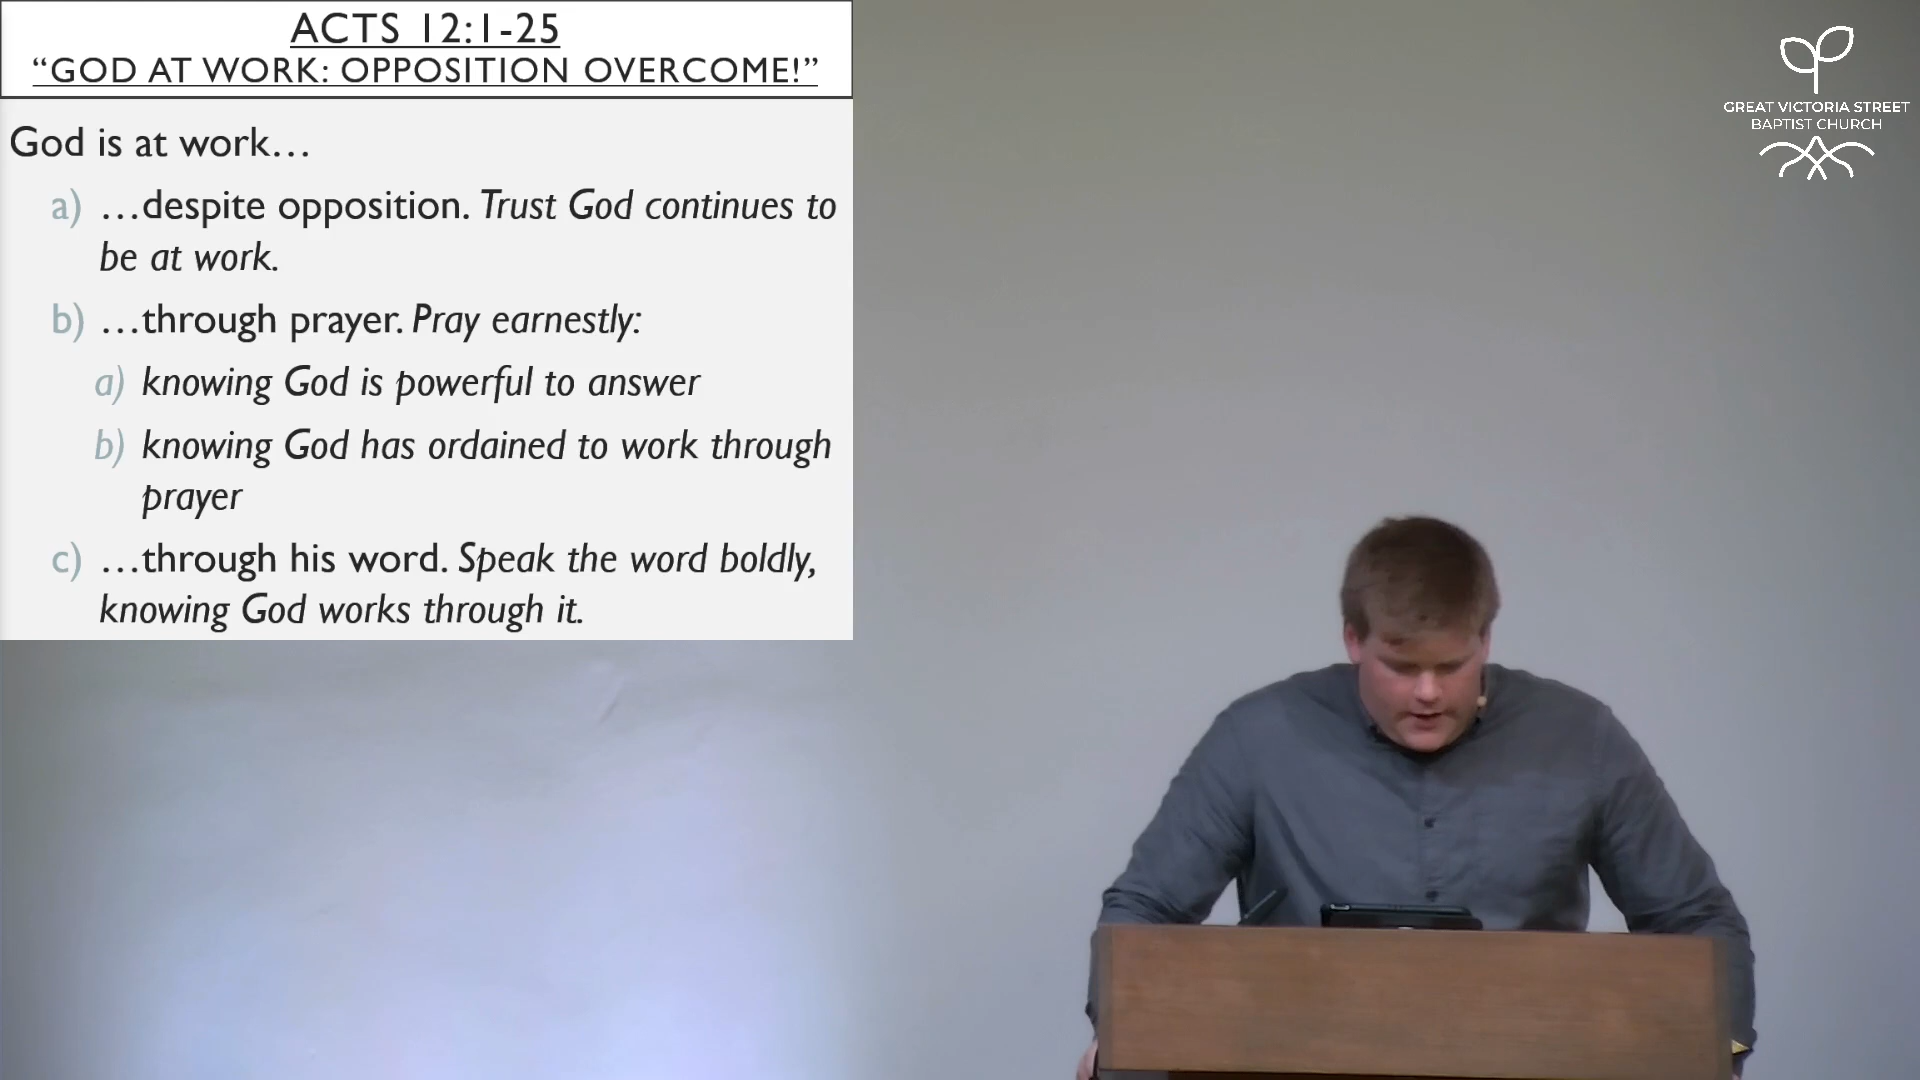 ACTS 12:1-25
“GOD AT WORK: OPPOSITION OVERCOME!”
God is at work…
a) …despite opposition. Trust God continues to
be at work.
b) …through prayer. Pray earnestly:
a) knowing God is powerful to answer
b) knowing God has ordained to work through
prayer
c) …through his word. Speak the word boldly,
knowing God works through it.
GREAT VICTORIA STREET
BAPTIST CHURCH